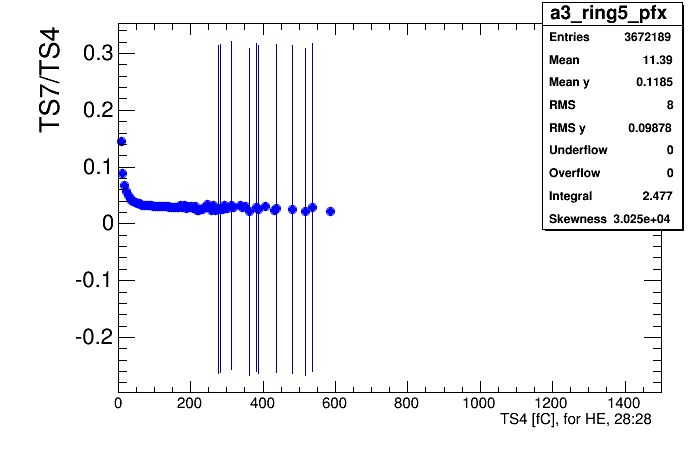 a3_ring5_pfx
Entries 3672189
Mean 11.39
Mean y 0.1185
RMS 8
RMS y 0.09878
Underflow 0
Overflow 0
Integral 2.477
Skewness 3.025e+04
TS7/TS4
0.3
0.2
0.1
0
-0.1
-0.2
0 200 400 600 800 1000 1200 1400
TS4 [fC], for HE, 28:28